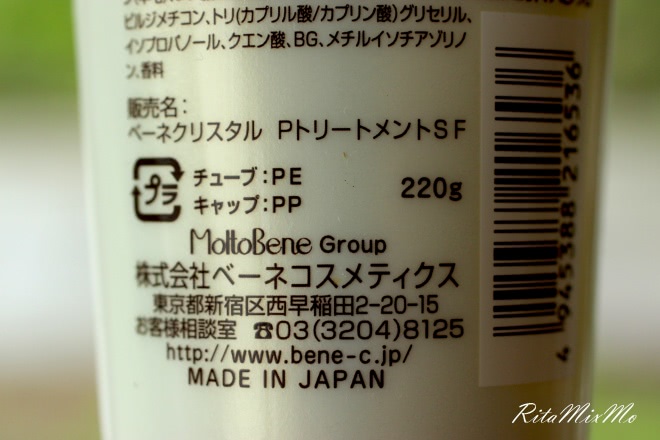 ビルジメチコン、トリ(カプリル酸/カプリン酸)グリセリル、
イソプロパノール、クエン酸、BG、メチルイソチアゾリノ
ン、香料
販売名:
ベーネクリスタル PトリートメントSF
プラ
チューブ:PE
キャップ:PP
220g
MoltoBene Group
株式会社ベーネコスメティクス
東京都新宿区西早稲田2-20-15
お客様相談室 ☎03(3204)8125
http://www.bene-c.jp/
MADE IN JAPAN
4 945388 216536
RitaMixMo